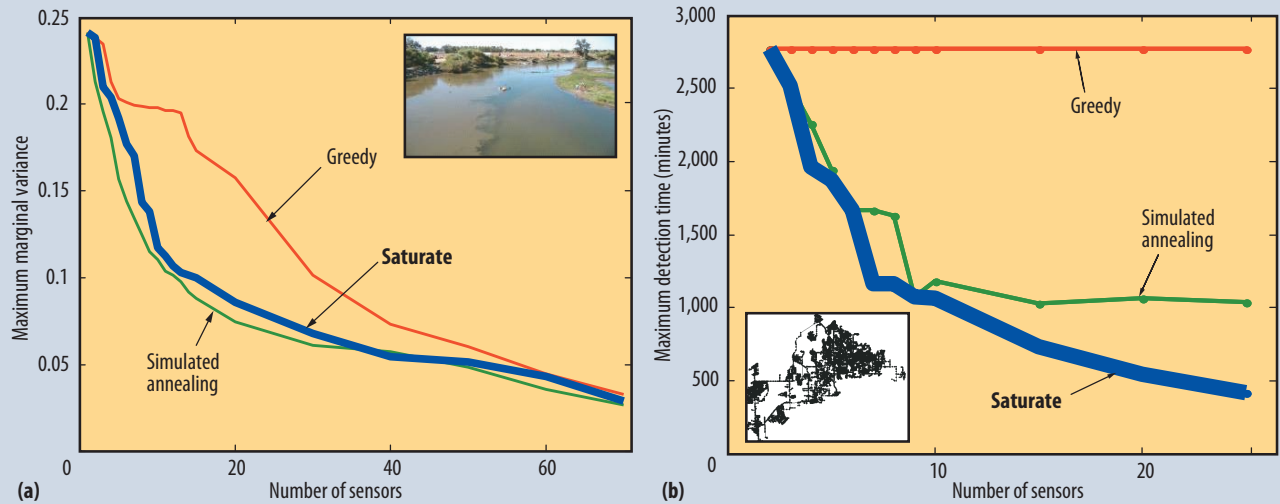 0.25
0.2
0.15
0.1
0.05
0
Maximum marginal variance
Greedy
Saturate
Simulated
annealing
20
40
60
Number of sensors
(a)
3,000
2,500
2,000
1,500
1,000
500
0
Maximum detection time (minutes)
Greedy
Simulated
annealing
Saturate
10
20
Number of sensors
(b)